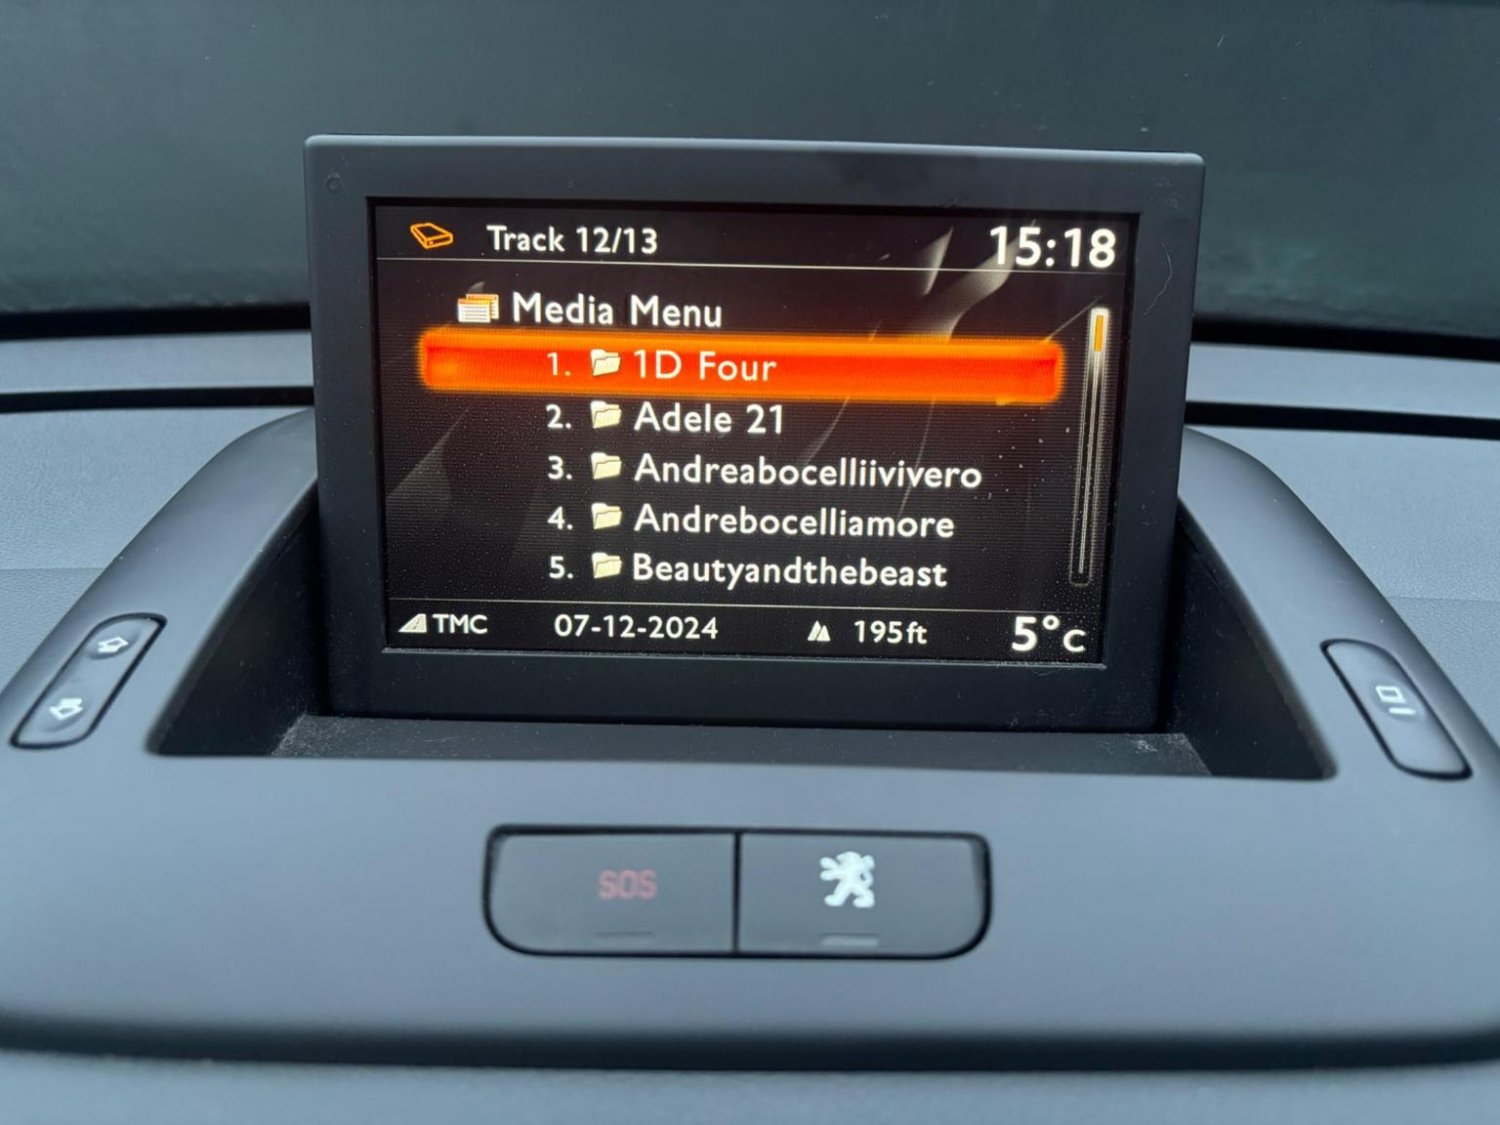 Track 12/13 15:18
Media Menu
1. 1D Four
2. Adele 21
3. Andreabocelliivivero
4. Andrebocelliamore
5. Beautyandthebeast
TMC 07-12-2024 195ft 5°C
SOS